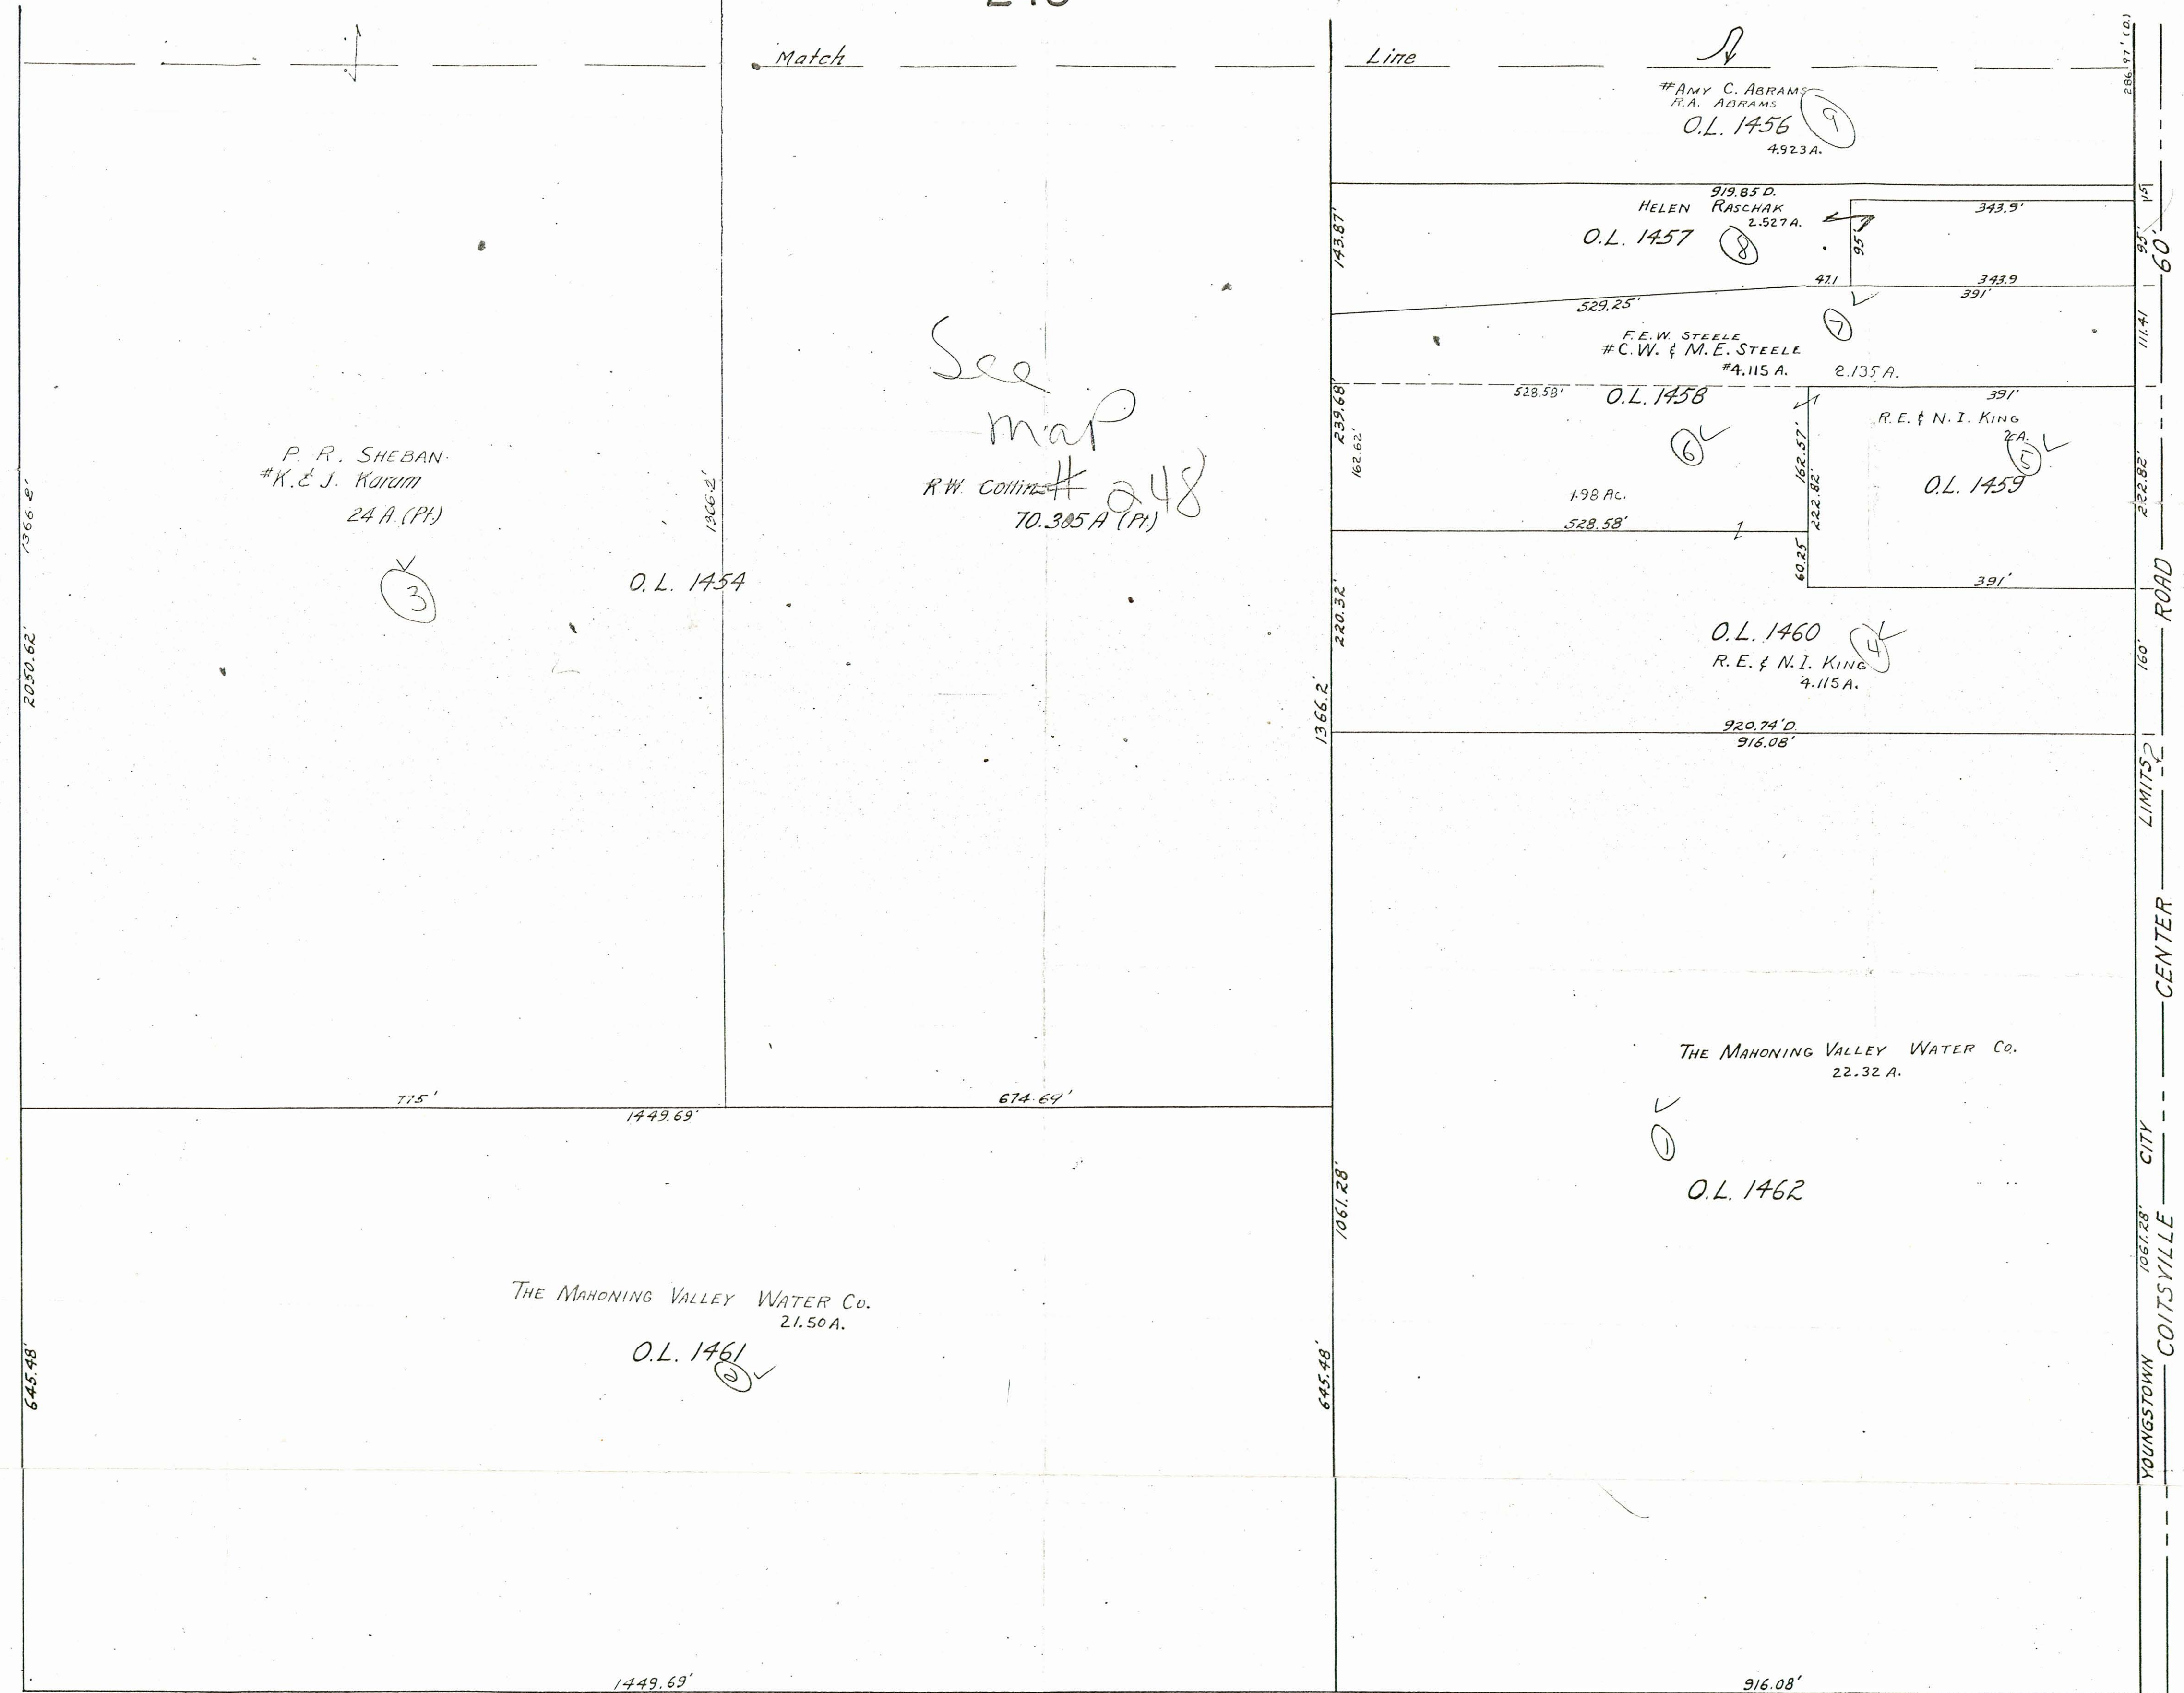 Match Line
286.97' (D.)
#AMY C. ABRAMS
R.A. ABRAMS
O.L. 1456
9
4.923 A.
919.85 D.
HELEN RASCHAK
2.527 A.
O.L. 1457
8
143.87'
343.9'
95'
15'
95'
60'
47.1
343.9
391'
529.25'
7
111.41
F.E.W. STEELE
#C.W. & M.E. STEELE
#4.115 A.
2.135 A.
239.68'
528.58'
O.L. 1458
6
162.62'
162.57'
222.82'
1.98 AC.
528.58'
60.25
391'
R.E. & N.I. KING
2 A.
5
O.L. 1459
222.82'
391'
See
map
# 248
R.W. Collins
70.385 A (Pt.)
P. R. SHEBAN
#K. & J. Karam
24 A. (Pt.)
3
1366.2'
1366.2'
O.L. 1454
2050.62'
220.32'
O.L. 1460
4
R.E. & N.I. KING
4.115 A.
160'
1366.2'
920.74' D.
916.08'
THE MAHONING VALLEY WATER CO.
22.32 A.
1
O.L. 1462
775'
674.69'
1449.69'
1061.28'
1061.28'
THE MAHONING VALLEY WATER CO.
21.50 A.
O.L. 1461
2
645.48'
645.48'
YOUNGSTOWN CITY LIMITS
COITSVILLE CENTER ROAD
1449.69'
916.08'